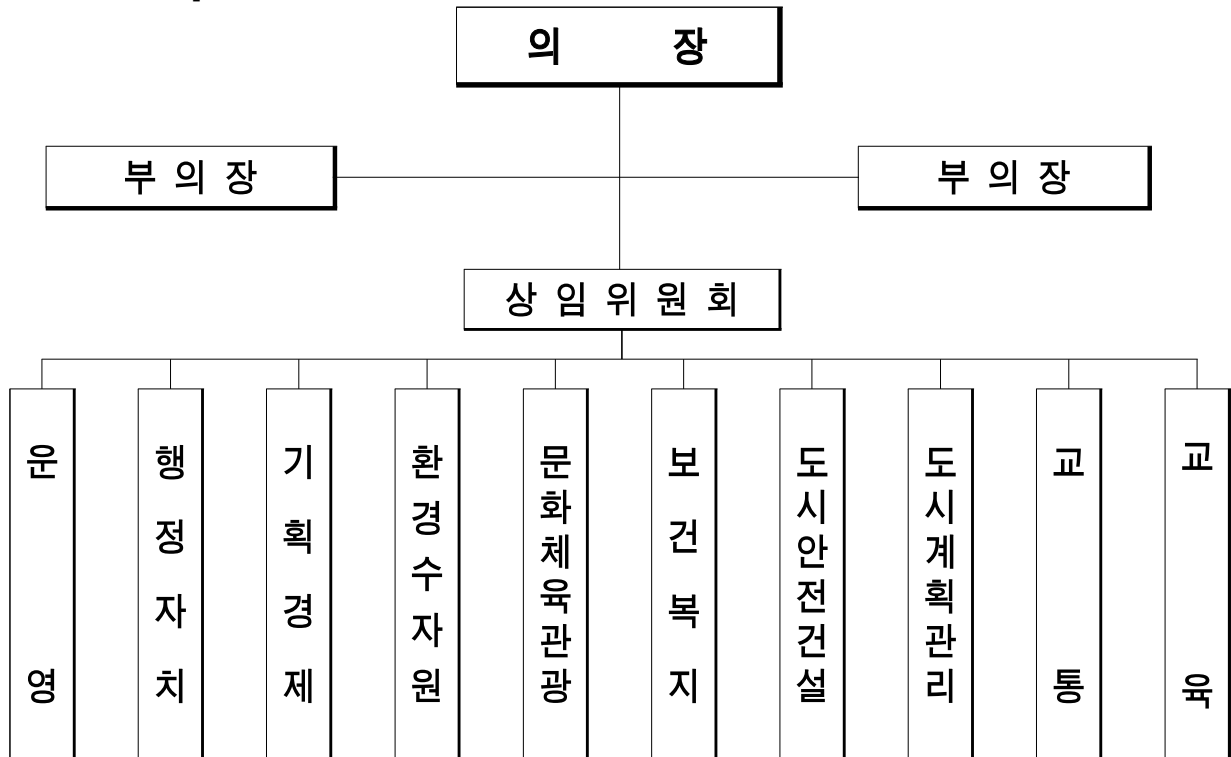 의 장
부 의 장
부 의 장
상 임 위 원 회
운영
행정자치
기획경제
환경수자원
문화체육관광
보건복지
도시안전건설
도시계획관리
교통
교육